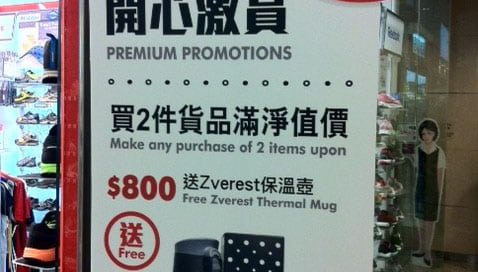 開心激賞
PREMIUM PROMOTIONS
買2件貨品滿淨值價
Make any purchase of 2 items upon
$800 送Zverest保溫壺
Free Zverest Thermal Mug
送
Free